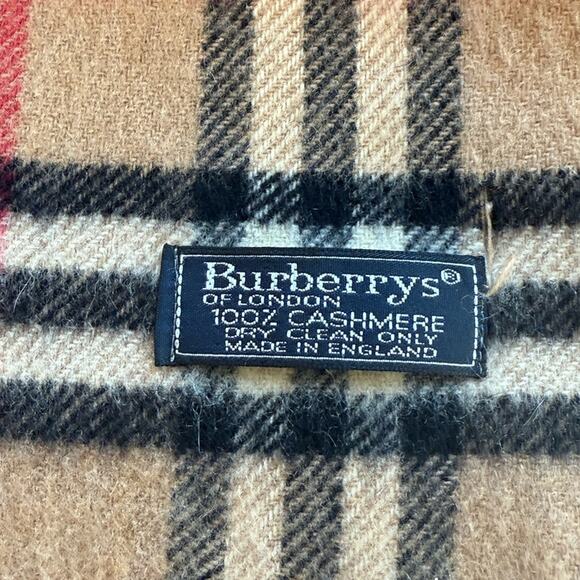 Burberrys®
OF LONDON
100% CASHMERE
DRY CLEAN ONLY
MADE IN ENGLAND